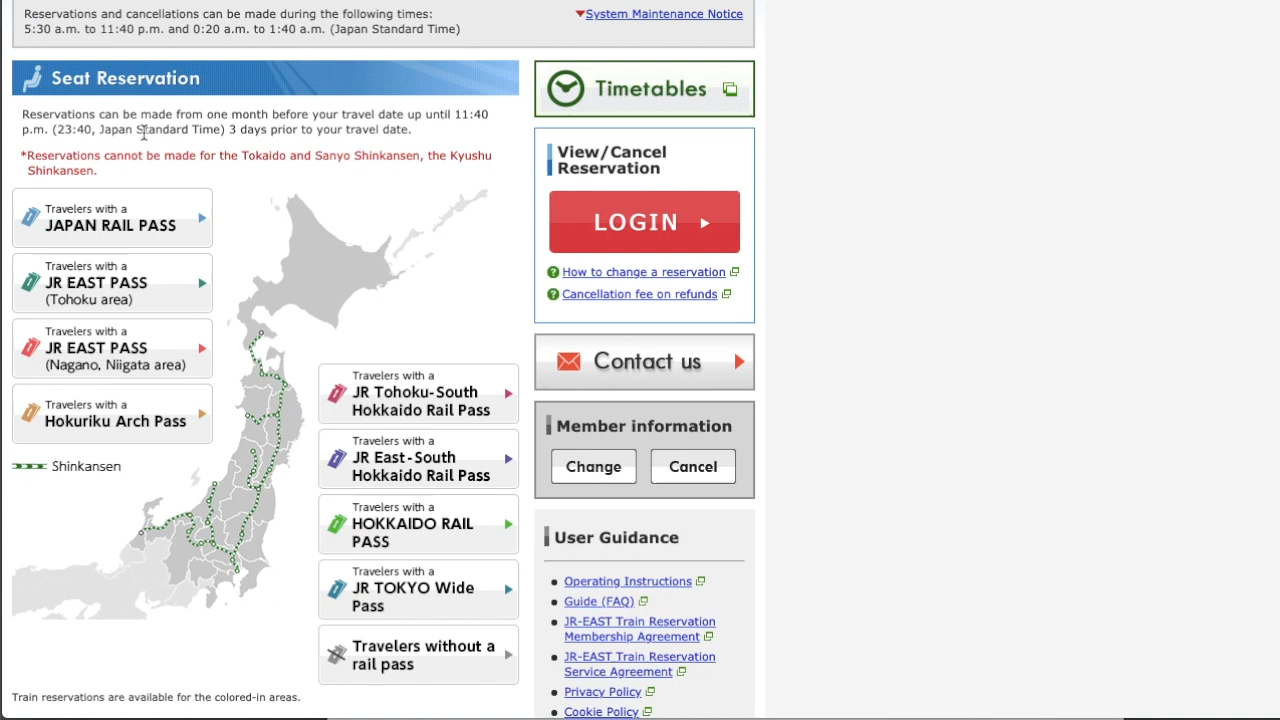 Reservations and cancellations can be made during the following times:
5:30 a.m. to 11:40 p.m. and 0:20 a.m. to 1:40 a.m. (Japan Standard Time)
System Maintenance Notice
Seat Reservation
Reservations can be made from one month before your travel date up until 11:40
p.m. (23:40, Japan Standard Time) 3 days prior to your travel date.
*Reservations cannot be made for the Tokaido and Sanyo Shinkansen, the Kyushu
Shinkansen.
Travelers with a
JAPAN RAIL PASS
Travelers with a
JR EAST PASS
(Tohoku area)
Travelers with a
JR EAST PASS
(Nagano, Niigata area)
Travelers with a
Hokuriku Arch Pass
Shinkansen
Travelers with a
JR Tohoku-South
Hokkaido Rail Pass
Travelers with a
JR East-South
Hokkaido Rail Pass
Travelers with a
HOKKAIDO RAIL
PASS
Travelers with a
JR TOKYO Wide
Pass
Travelers without a
rail pass
Train reservations are available for the colored-in areas.
Timetables
View/Cancel
Reservation
LOGIN
How to change a reservation
Cancellation fee on refunds
Contact us
Member information
Change
Cancel
User Guidance
Operating Instructions
Guide (FAQ)
JR-EAST Train Reservation
Membership Agreement
JR-EAST Train Reservation
Service Agreement
Privacy Policy
Cookie Policy